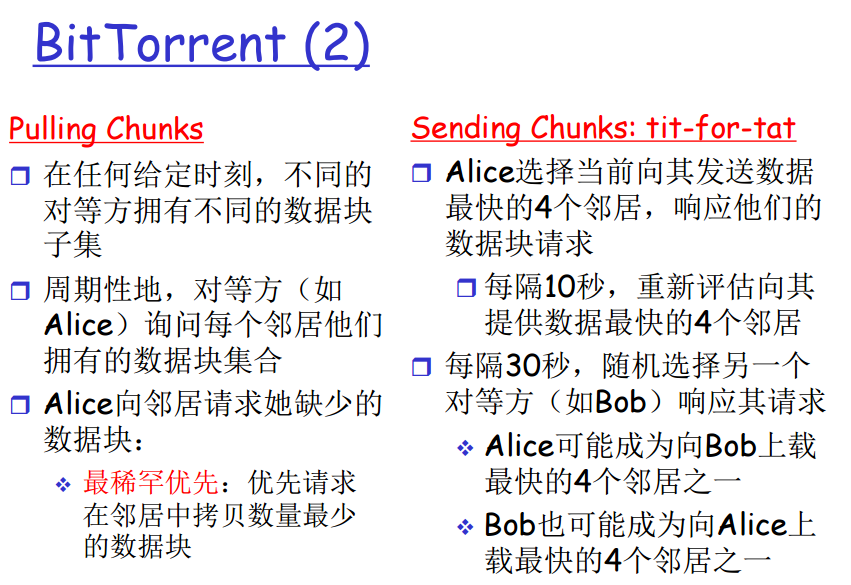 BitTorrent (2)
Pulling Chunks
在任何给定时刻，不同的
对等方拥有不同的数据块
子集
周期性地，对等方（如
Alice）询问每个邻居他们
拥有的数据块集合
Alice向邻居请求她缺少的
数据块：
最稀罕优先：优先请求
在邻居中拷贝数量最少
的数据块
Sending Chunks: tit-for-tat
Alice选择当前向其发送数据
最快的4个邻居，响应他们的
数据块请求
每隔10秒，重新评估向其
提供数据最快的4个邻居
每隔30秒，随机选择另一个
对等方（如Bob）响应其请求
Alice可能成为向Bob上载
最快的4个邻居之一
Bob也可能成为向Alice上
载最快的4个邻居之一